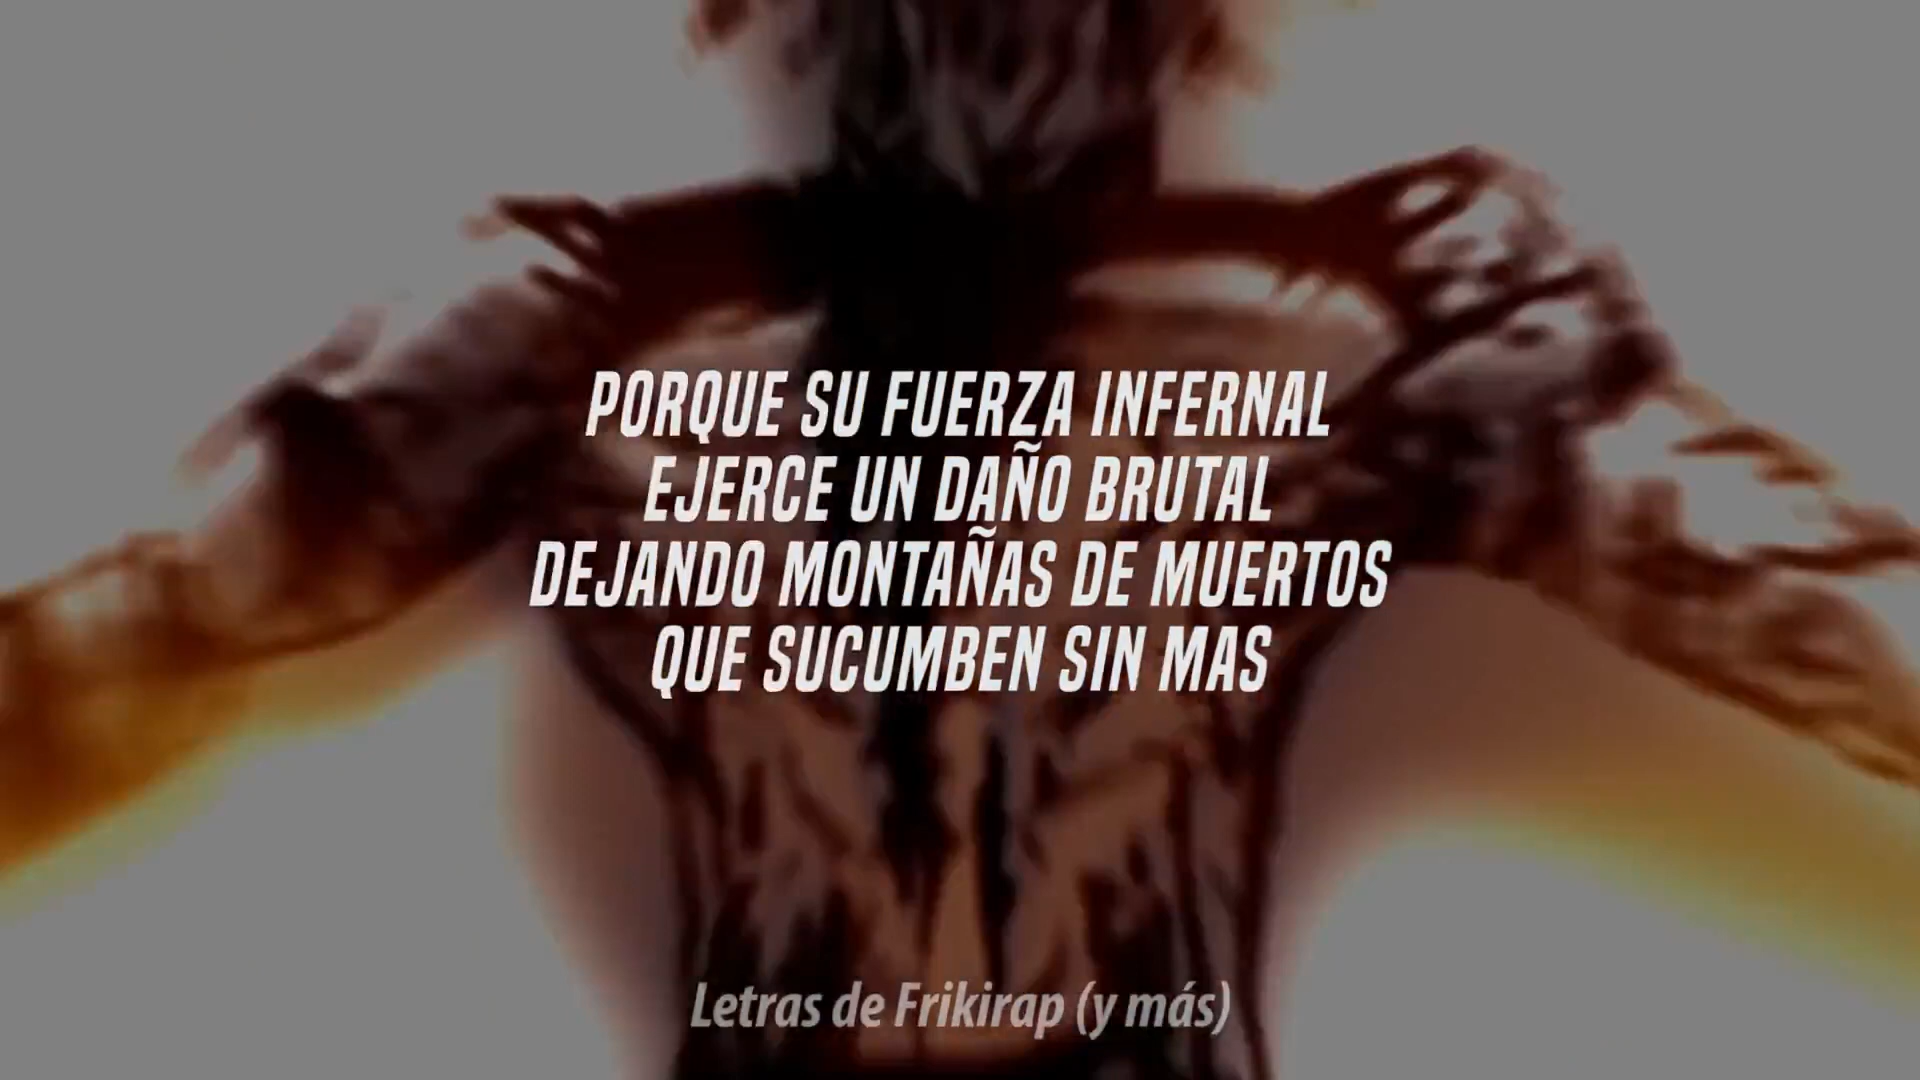 PORQUE SU FUERZA INFERNAL
EJERCE UN DAÑO BRUTAL
DEJANDO MONTAÑAS DE MUERTOS
QUE SUCUMBEN SIN MAS
Letras de Frikirap (y más)